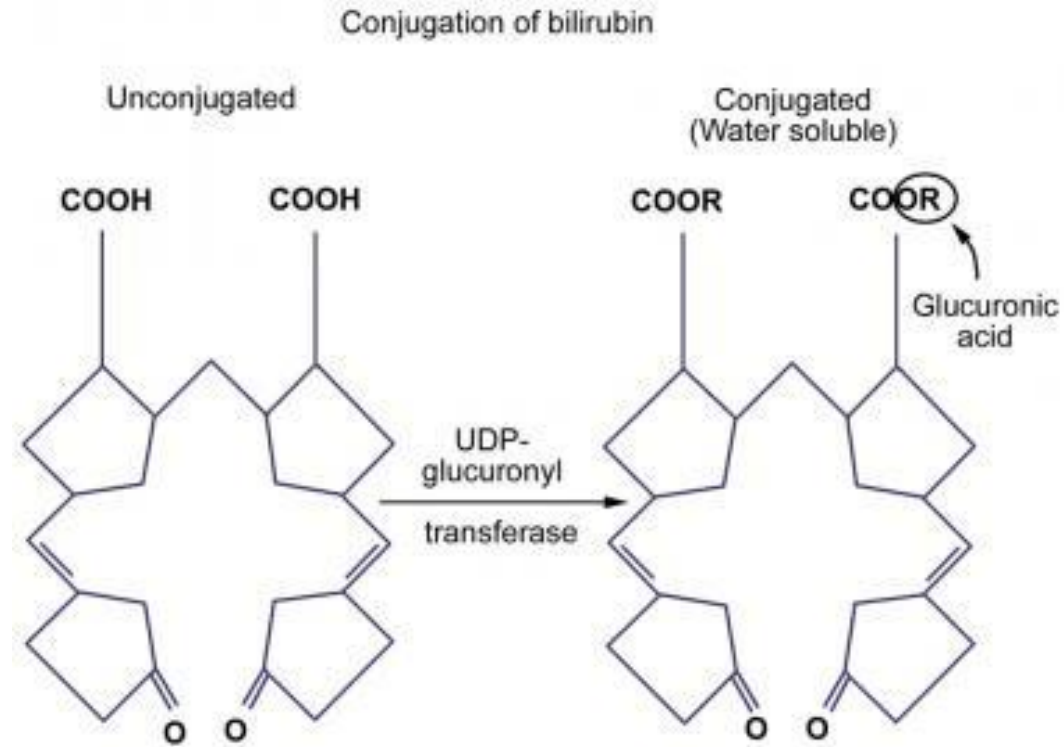 Conjugation of bilirubin
Unconjugated
Conjugated
(Water soluble)
COOH
COOH
COOR
COOR
Glucuronic
acid
UDP-
glucuronyl
transferase
O
O
O
O